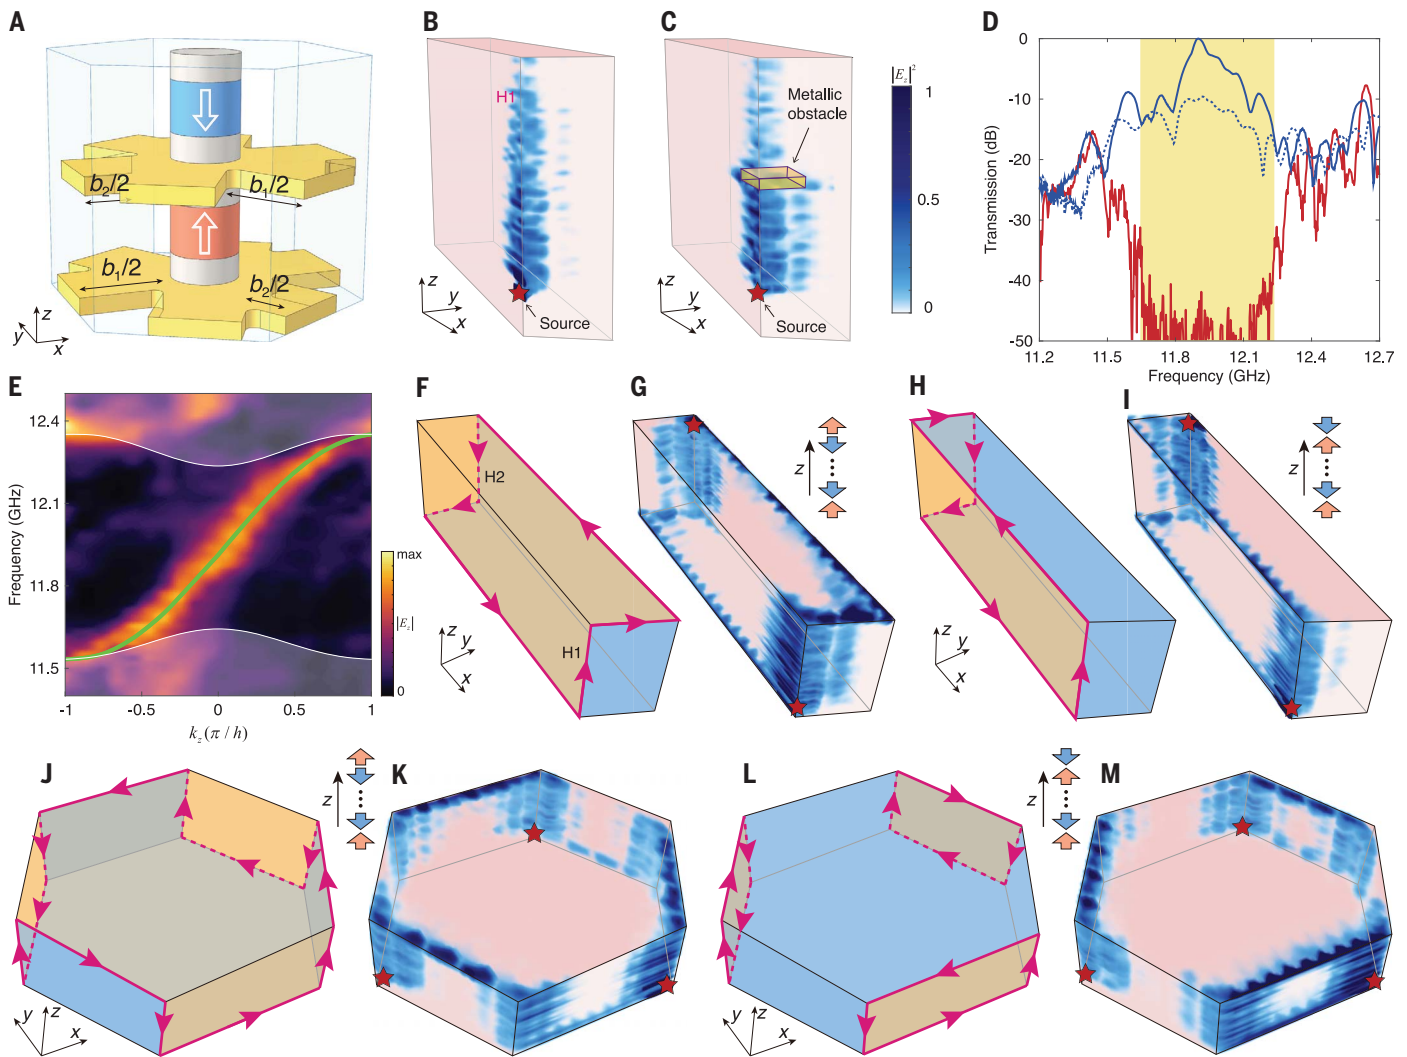 A
b₂/2
b₁/2
b₁/2
b₂/2
z
y
x
B
H1
z
y
x
Source
C
Metallic
obstacle
z
y
x
Source
|E_z|²
1
0.5
0
D
Transmission (dB)
0
-10
-20
-30
-40
-50
11.2
11.5
11.8
12.1
12.4
12.7
Frequency (GHz)
E
Frequency (GHz)
12.4
12.1
11.8
11.5
-1
-0.5
0
0.5
1
k_z (π / h)
max
|E_z|
0
F
H2
H1
z
y
x
G
z
H
z
y
x
I
z
J
z
y
z
x
K
L
z
y
z
x
M